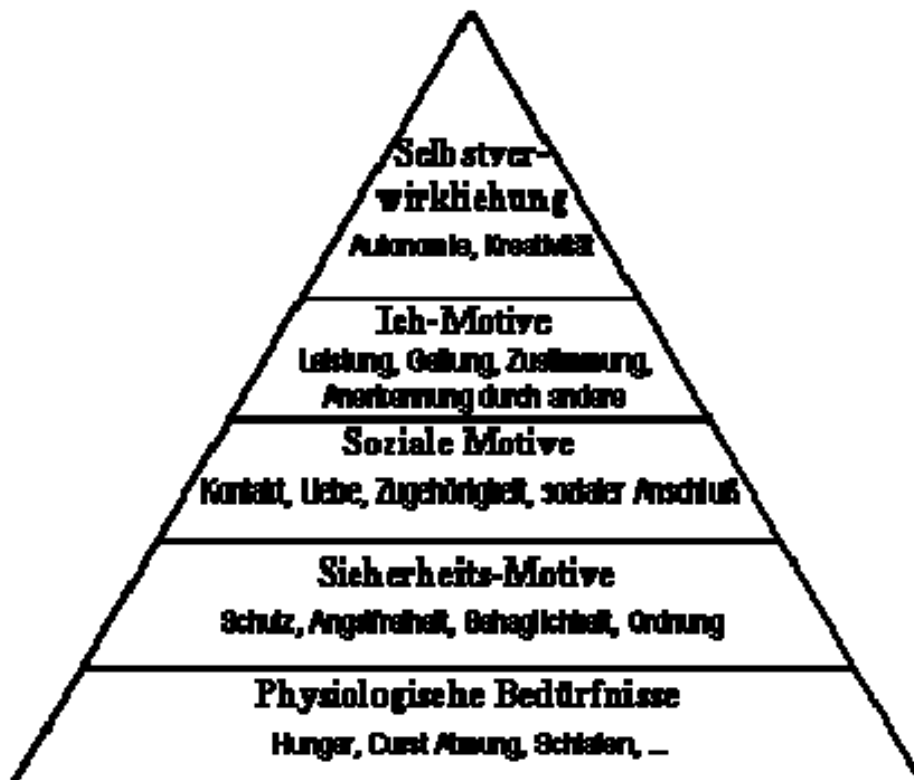 Selbstver-
wirklichung
Autonomie, Kreativität
Ich-Motive
Leistung, Geltung, Zustimmung,
Anerkennung durch andere
Soziale Motive
Kontakt, Liebe, Zugehörigkeit, sozialer Anschluß
Sicherheits-Motive
Schutz, Angstfreiheit, Behaglichkeit, Ordnung
Physiologische Bedürfnisse
Hunger, Durst Atmung, Schlafen, ...